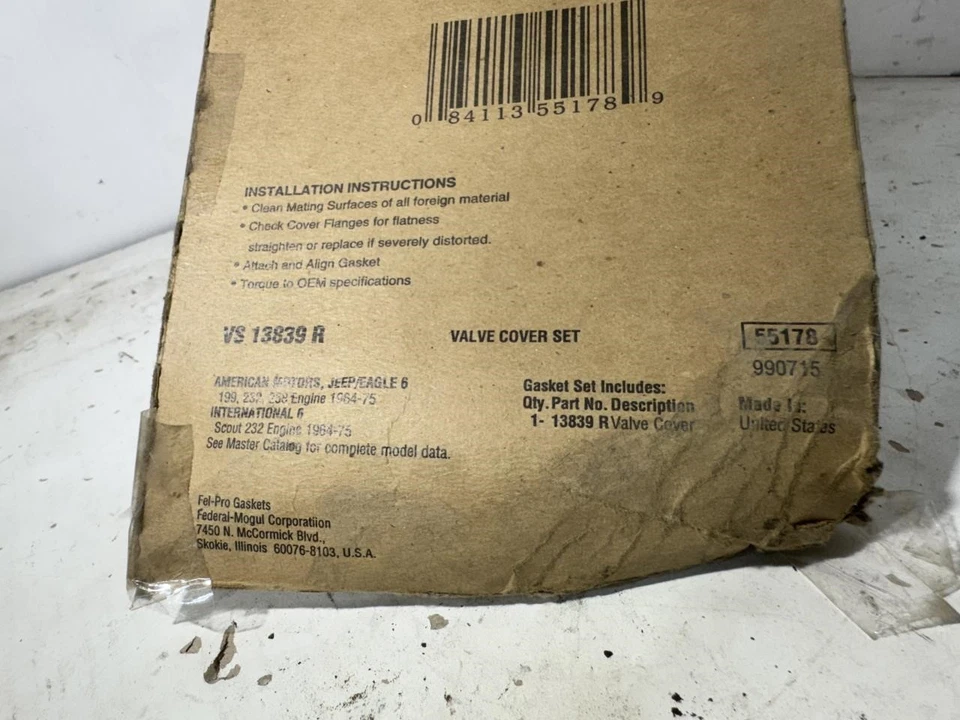 0 84113 55178 9
INSTALLATION INSTRUCTIONS
• Clean Mating Surfaces of all foreign material
• Check Cover Flanges for flatness
straighten or replace if severely distorted.
• Attach and Align Gasket
• Torque to OEM specifications
VS 13839 R VALVE COVER SET 55178
990715
AMERICAN MOTORS, JEEP/EAGLE 6
199, 232, 258 Engine 1964-75
INTERNATIONAL 6
Scout 232 Engine 1964-75
See Master Catalog for complete model data.
Gasket Set Includes:
Qty. Part No. Description
1- 13839 R Valve Cover
Made In:
United States
Fel-Pro Gaskets
Federal-Mogul Corporatiion
7450 N. McCormick Blvd.,
Skokie, Illinois 60076-8103, U.S.A.